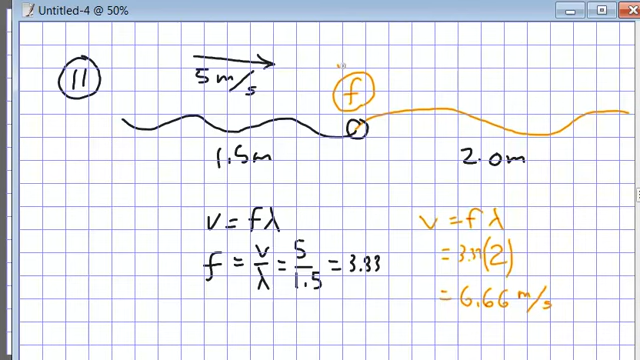 Untitled-4 @ 50%
11
5 m/s
f
1.5m
2.0m
v = fλ
f = v/λ = 5/1.5 = 3.33
v = fλ
= 3.33(2)
= 6.66 m/s